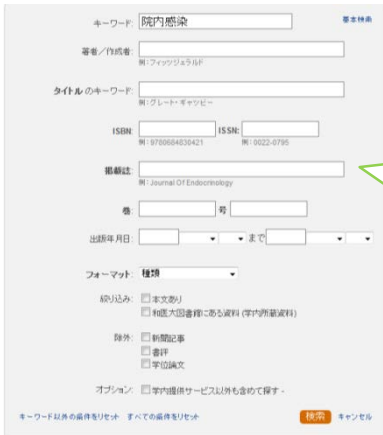 キーワード: 院内感染 基本検索
著者/作成者:
例:フィッツジェラルド
タイトル のキーワード:
例:グレート・ギャツビー
ISBN: ISSN:
例:9780684830421 例:0022-0795
掲載誌:
例:Journal Of Endocrinology
巻: 号
出版年月日: まで
フォーマット: 種類
絞り込み: 本文あり
和医大図書館にある資料 (学内所蔵資料)
除外: 新聞記事
書評
学位論文
オプション: 学内提供サービス以外も含めて探す -
キーワード以外の条件をリセット すべての条件をリセット 検索 キャンセル